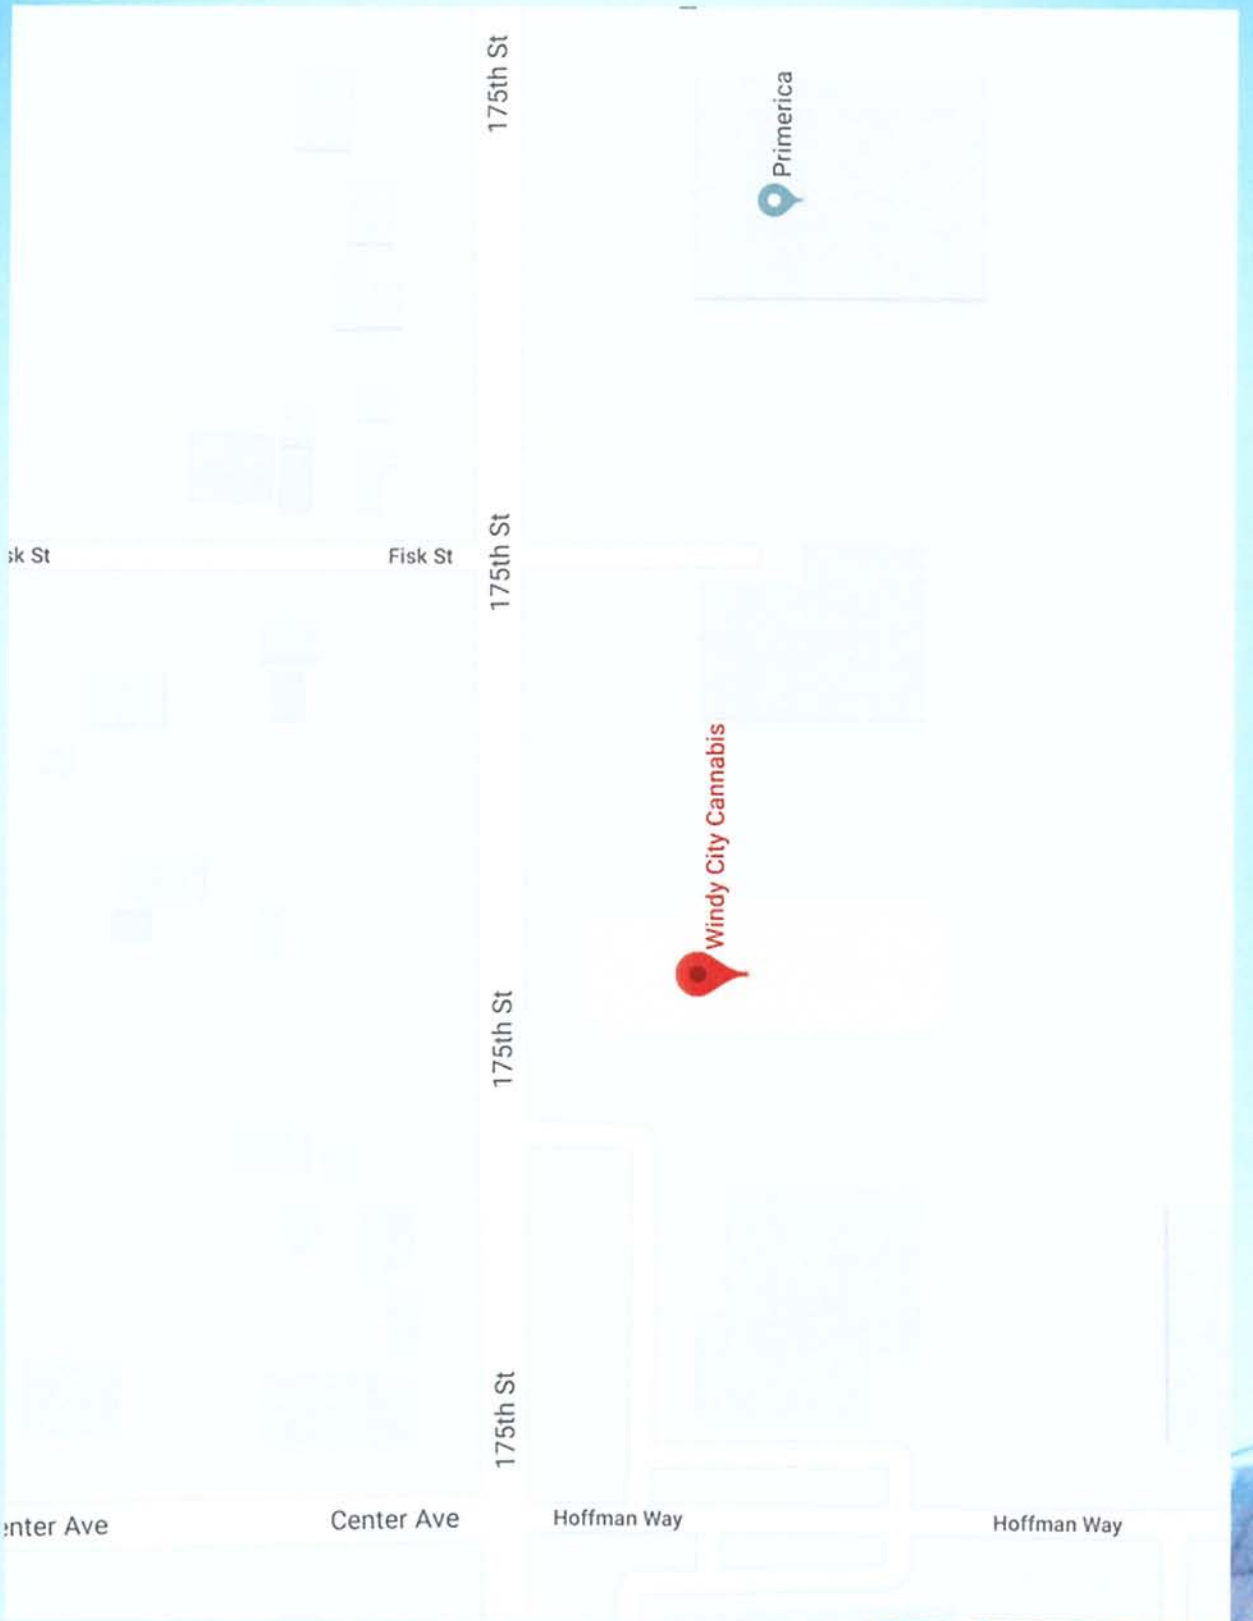 175th St
Primerica
sk St
Fisk St
175th St
Windy City Cannabis
175th St
175th St
enter Ave
Center Ave
Hoffman Way
Hoffman Way